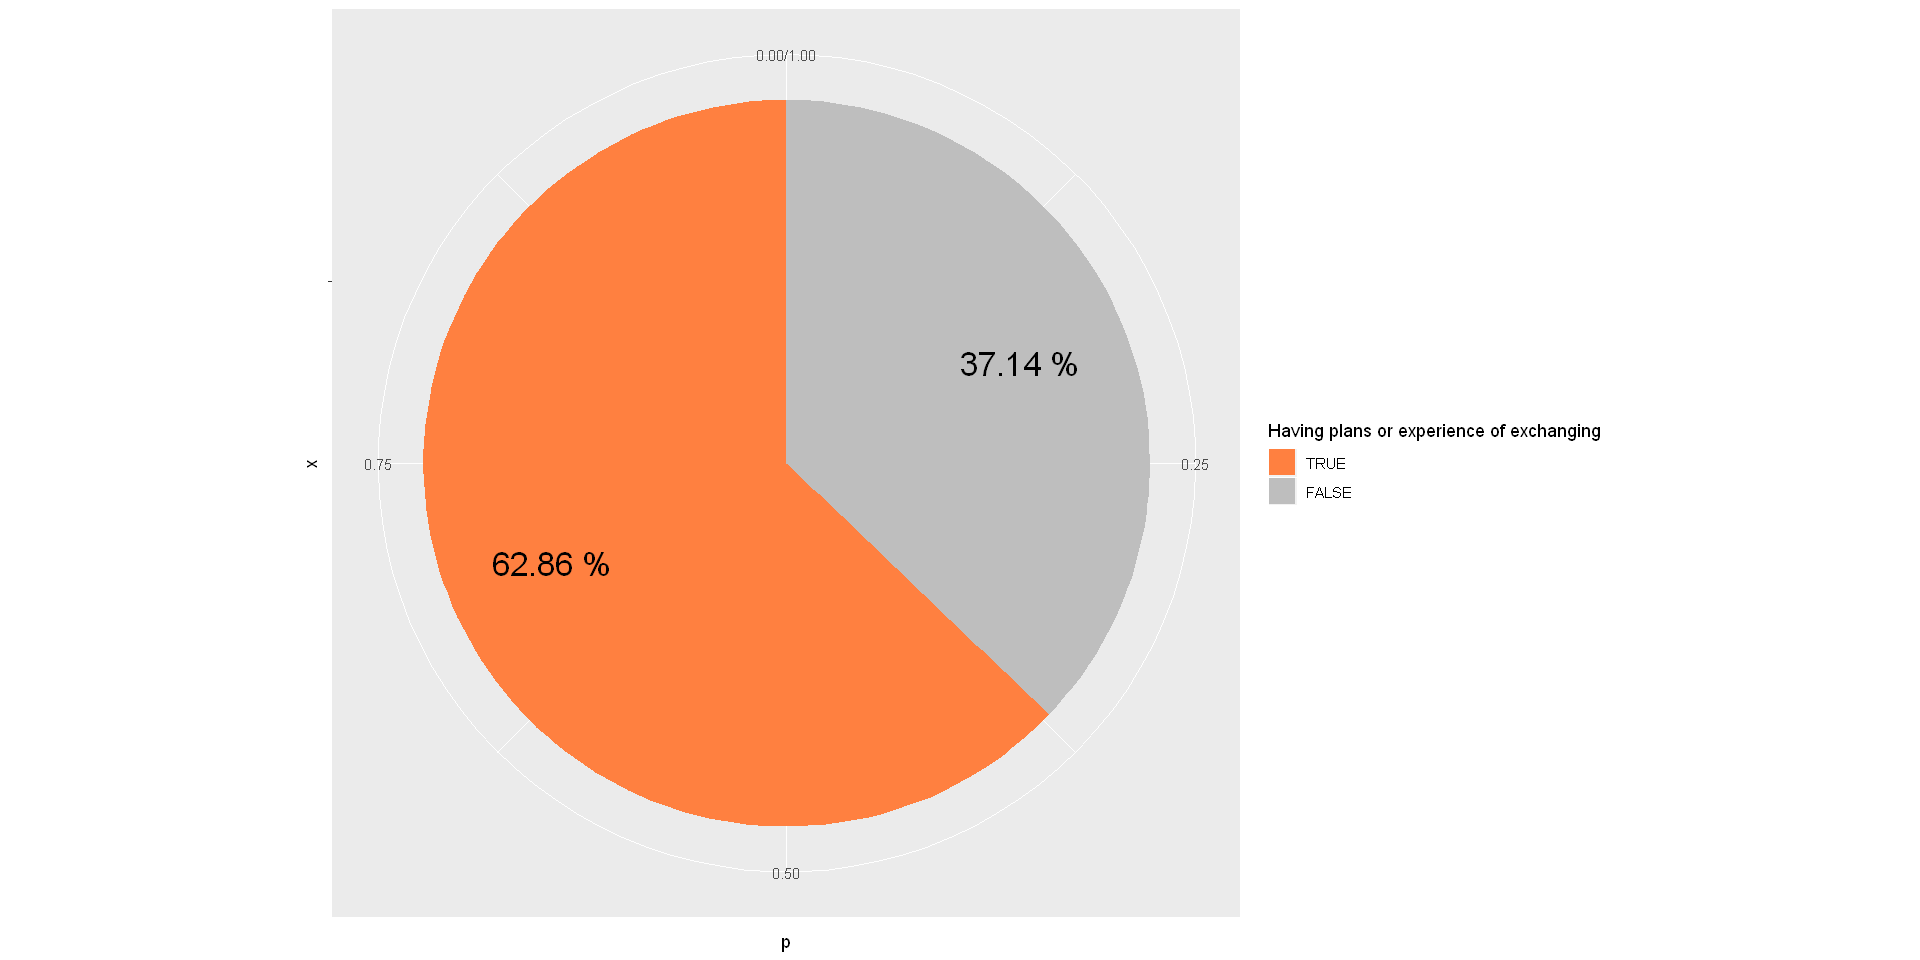 0.00/1.00
37.14 %
Having plans or experience of exchanging
TRUE
FALSE
x
0.75
0.25
62.86 %
0.50
p